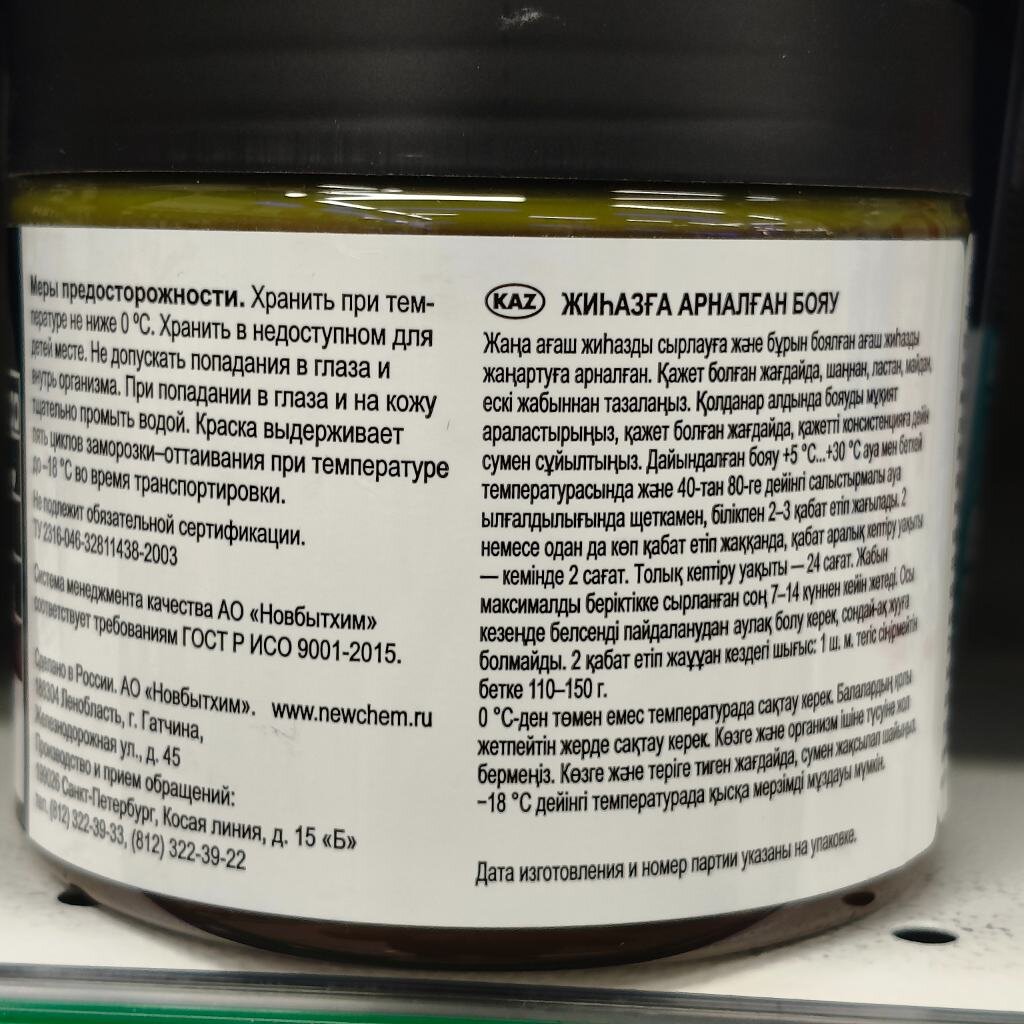 Меры предосторожности. Хранить при тем-
пературе не ниже 0 °С. Хранить в недоступном для
детей месте. Не допускать попадания в глаза и
внутрь организма. При попадании в глаза и на кожу
тщательно промыть водой. Краска выдерживает
пять циклов заморозки–оттаивания при температуре
до –18 °С во время транспортировки.
Не подлежит обязательной сертификации.
ТУ 2316-046-32811438-2003
Система менеджмента качества АО «Новбытхим»
соответствует требованиям ГОСТ Р ИСО 9001-2015.
Сделано в России. АО «Новбытхим». www.newchem.ru
188304 Ленобласть, г. Гатчина,
Железнодорожная ул., д. 45
Производство и прием обращений:
199026 Санкт-Петербург, Косая линия, д. 15 «Б»
тел. (812) 322-39-33, (812) 322-39-22
KAZ ЖИҺАЗҒА АРНАЛҒАН БОЯУ
Жаңа ағаш жиһазды сырлауға және бұрын боялған ағаш жиһазды
жаңартуға арналған. Қажет болған жағдайда, шаңнан, ластан, майдан,
ескі жабыннан тазалаңыз. Қолданар алдында бояуды мұқият
араластырыңыз, қажет болған жағдайда, қажетті консистенцияға дейін
сумен сұйылтыңыз. Дайындалған бояу +5 °С...+30 °С ауа мен беткей
температурасында және 40-тан 80-ге дейінгі салыстырмалы ауа
ылғалдылығында щеткамен, білікпен 2–3 қабат етіп жағылады. 2
немесе одан да көп қабат етіп жаққанда, қабат аралық кептіру уақыты
— кемінде 2 сағат. Толық кептіру уақыты — 24 сағат. Жабын
максималды беріктікке сырланған соң 7–14 күннен кейін жетеді. Осы
кезеңде белсенді пайдаланудан аулақ болу керек, сондай-ақ жууға
болмайды. 2 қабат етіп жаұұан кездегі шығыс: 1 ш. м. тегіс сіңірмейтін
бетке 110–150 г.
0 °С-ден төмен емес температурада сақтау керек. Балалардың қолы
жетпейтін жерде сақтау керек. Көзге және организм ішіне түсуіне жол
бермеңіз. Көзге және теріге тиген жағдайда, сумен жақсылап шайыңыз.
–18 °С дейінгі температурада қысқа мерзімді мұздауы мүмкін.
Дата изготовления и номер партии указаны на упаковке.